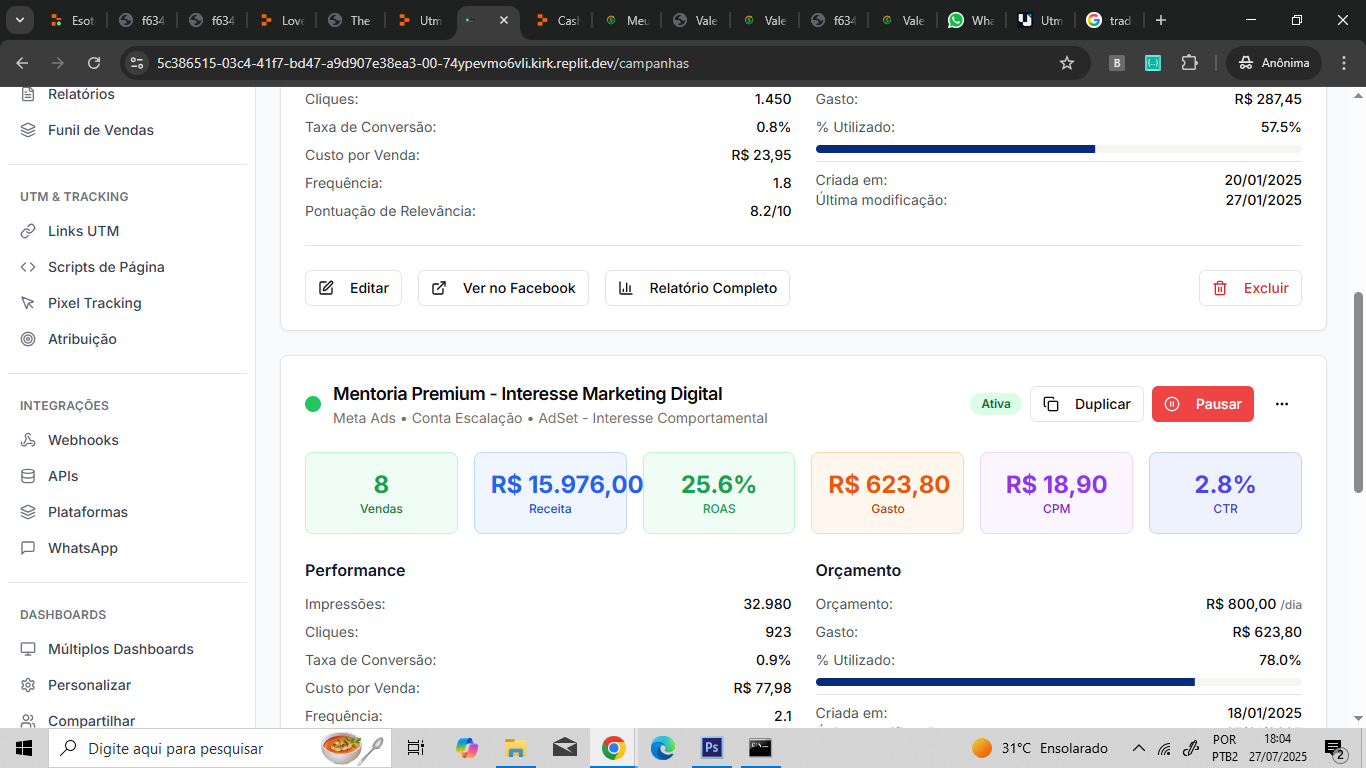 Esot
f634
f634
Love
The
Utm
Cas
Meu
Vale
Vale
f634
Vale
Wha
Utm
trad
5c386515-03c4-41f7-bd47-a9d907e38ea3-00-74ypevmo6vli.kirk.replit.dev/campanhas
B
Anônima
Relatórios
Funil de Vendas
UTM & TRACKING
Links UTM
Scripts de Página
Pixel Tracking
Atribuição
INTEGRAÇÕES
Webhooks
APIs
Plataformas
WhatsApp
DASHBOARDS
Múltiplos Dashboards
Personalizar
Compartilhar
Cliques: 1.450
Taxa de Conversão: 0.8%
Custo por Venda: R$ 23,95
Frequência: 1.8
Pontuação de Relevância: 8.2/10
Gasto: R$ 287,45
% Utilizado: 57.5%
Criada em: 20/01/2025
Última modificação: 27/01/2025
Editar
Ver no Facebook
Relatório Completo
Excluir
Mentoria Premium - Interesse Marketing Digital
Meta Ads • Conta Escalação • AdSet - Interesse Comportamental
Ativa
Duplicar
Pausar
8
Vendas
R$ 15.976,00
Receita
25.6%
ROAS
R$ 623,80
Gasto
R$ 18,90
CPM
2.8%
CTR
Performance
Impressões: 32.980
Cliques: 923
Taxa de Conversão: 0.9%
Custo por Venda: R$ 77,98
Frequência: 2.1
Orçamento
Orçamento: R$ 800,00 /dia
Gasto: R$ 623,80
% Utilizado: 78.0%
Criada em: 18/01/2025
Digite aqui para pesquisar
Ps
31°C Ensolarado
POR
PTB2
18:04
27/07/2025
2